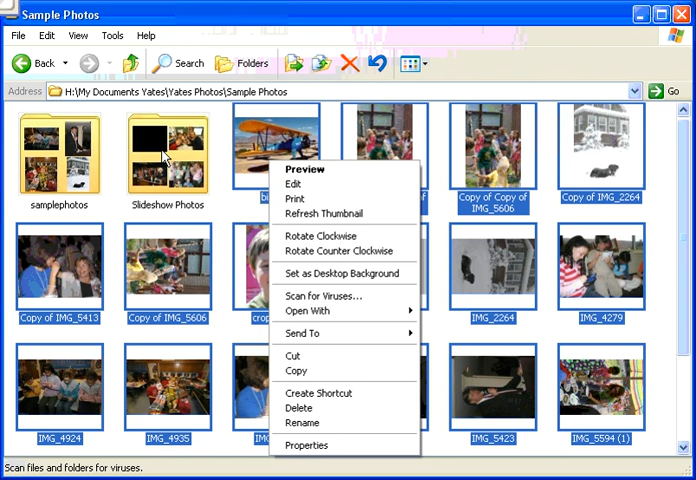 Sample Photos
File Edit View Tools Help
Back Search Folders
Address H:\My Documents Yates\Yates Photos\Sample Photos Go
samplephotos
Slideshow Photos
Copy of Copy of
IMG_5606
Copy of IMG_2264
Copy of IMG_5413
Copy of IMG_5606
IMG_2264
IMG_4279
IMG_4924
IMG_4935
IMG_5423
IMG_5594 (1)
Preview
Edit
Print
Refresh Thumbnail
Rotate Clockwise
Rotate Counter Clockwise
Set as Desktop Background
Scan for Viruses...
Open With
Send To
Cut
Copy
Create Shortcut
Delete
Rename
Properties
Scan files and folders for viruses.